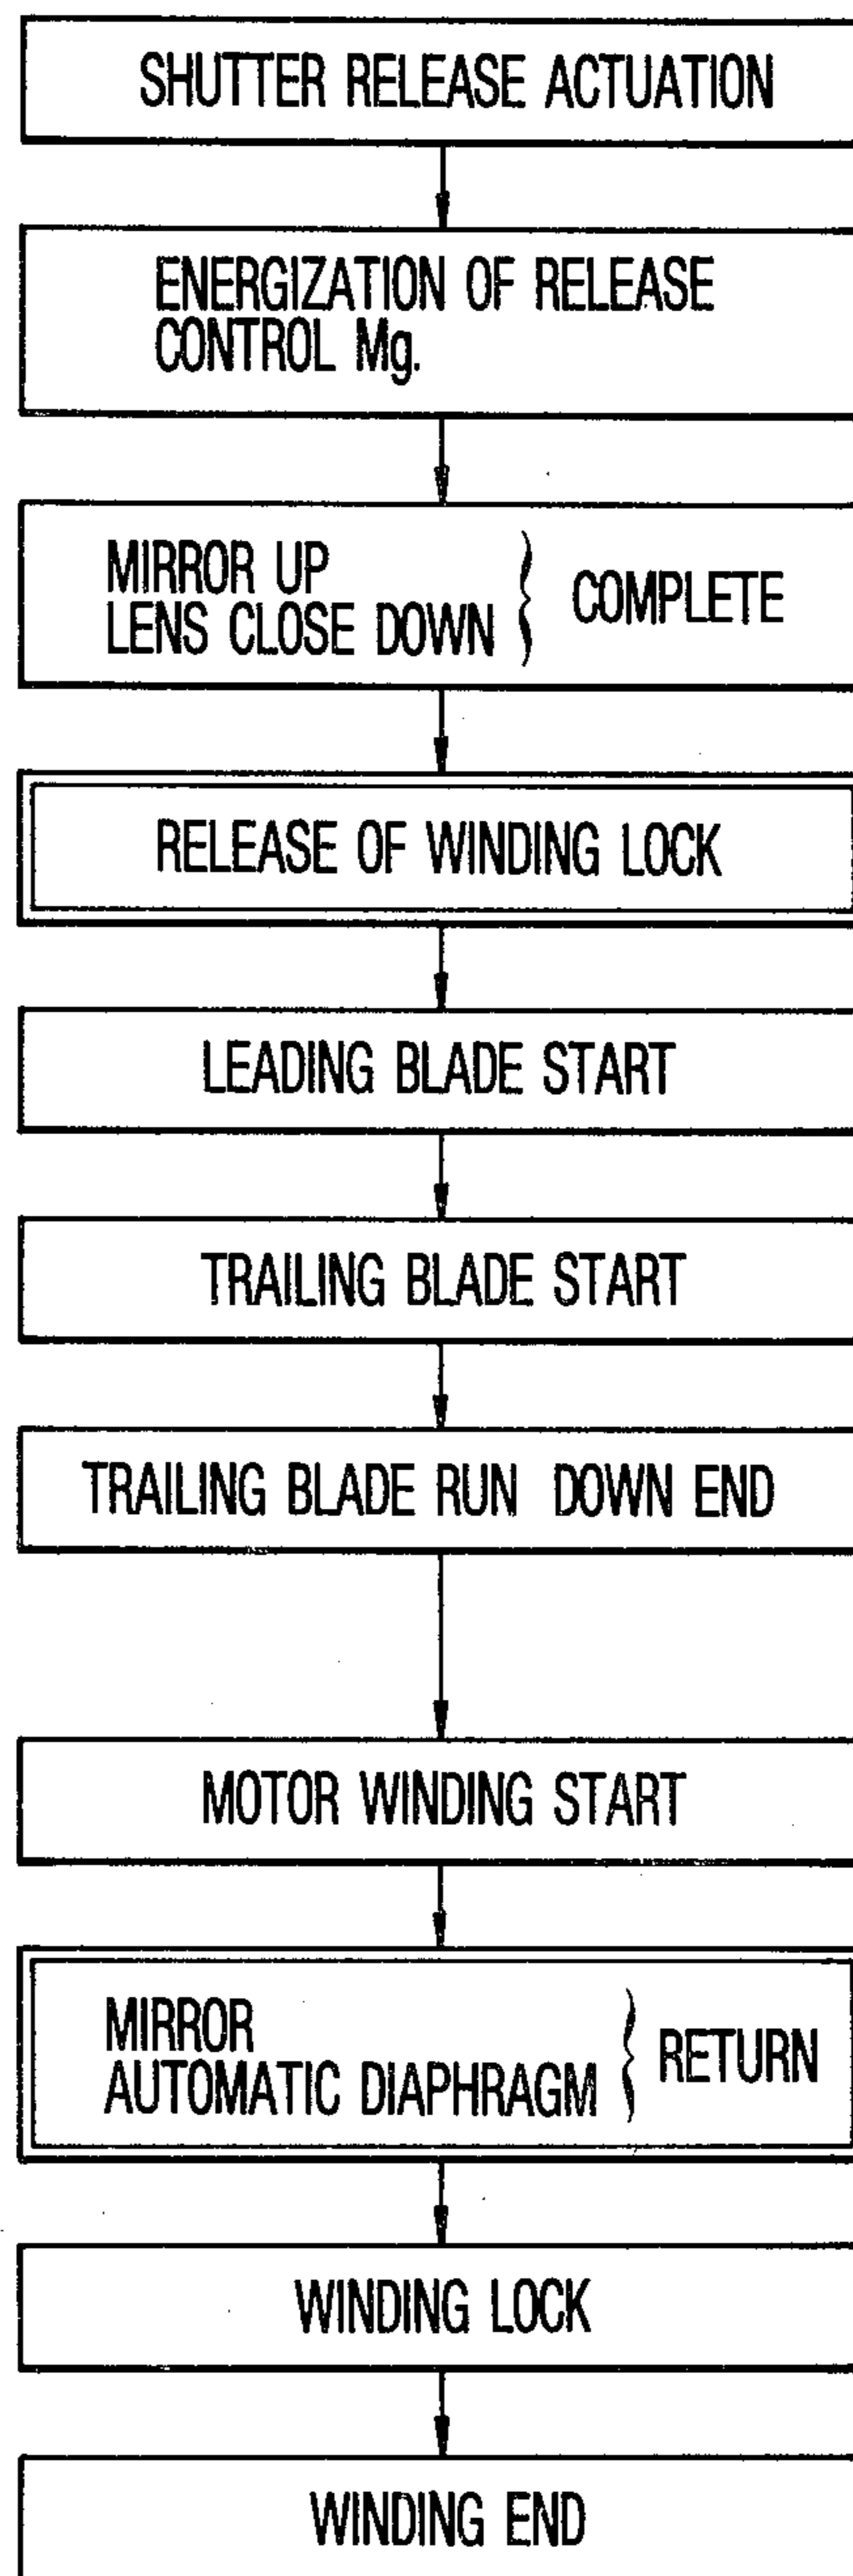 SHUTTER RELEASE ACTUATION
ENERGIZATION OF RELEASE
CONTROL Mg.
MIRROR UP
LENS CLOSE DOWN } COMPLETE
RELEASE OF WINDING LOCK
LEADING BLADE START
TRAILING BLADE START
TRAILING BLADE RUN DOWN END
MOTOR WINDING START
MIRROR
AUTOMATIC DIAPHRAGM } RETURN
WINDING LOCK
WINDING END